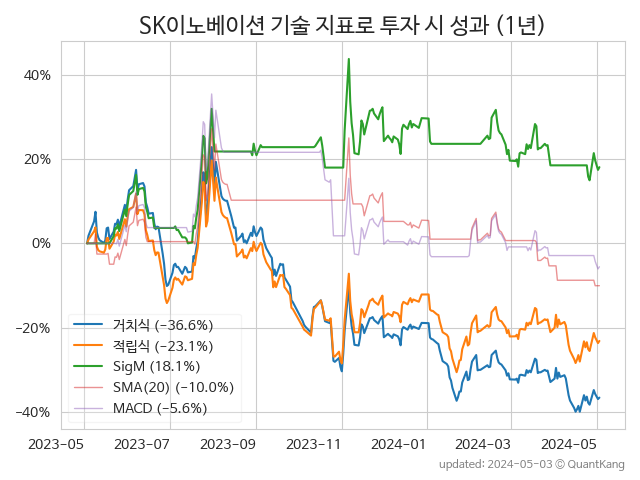 SK이노베이션 기술 지표로 투자 시 성과 (1년)
40%
20%
0%
−20%
−40%
거치식 (−36.6%)
적립식 (−23.1%)
SigM (18.1%)
SMA(20) (−10.0%)
MACD (−5.6%)
2023-05 2023-07 2023-09 2023-11 2024-01 2024-03 2024-05
updated: 2024-05-03 ⓒ QuantKang